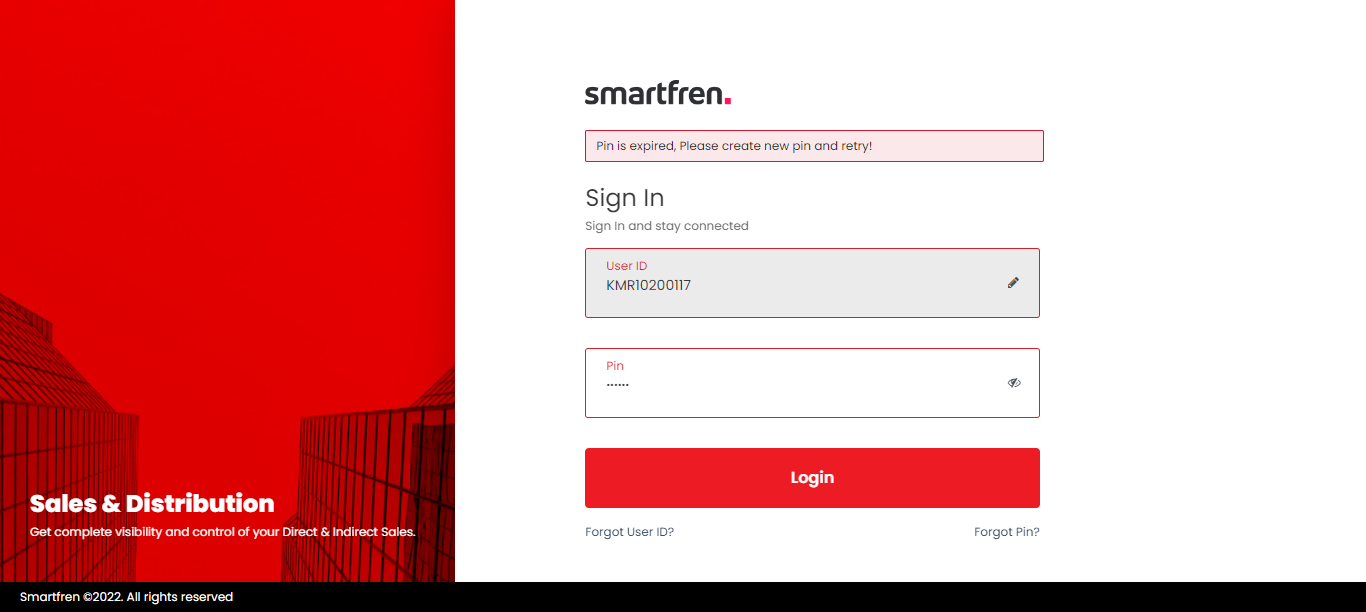 smartfren.
Pin is expired, Please create new pin and retry!
Sign In
Sign In and stay connected
User ID
KMR10200117
Pin
••••••
Login
Forgot User ID?
Forgot Pin?
Sales & Distribution
Get complete visibility and control of your Direct & Indirect Sales.
Smartfren ©2022. All rights reserved